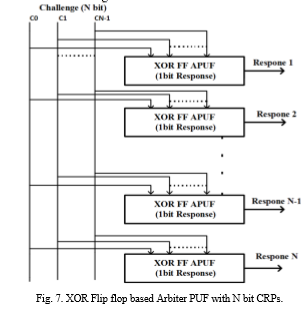 Challenge (N bit)
C0 C1 CN-1
XOR FF APUF
(1bit Response)
Respone 1
XOR FF APUF
(1bit Response)
Respone 2
XOR FF APUF
(1bit Response)
Respone N-1
XOR FF APUF
(1bit Response)
Respone N
Fig. 7. XOR Flip flop based Arbiter PUF with N bit CRPs.